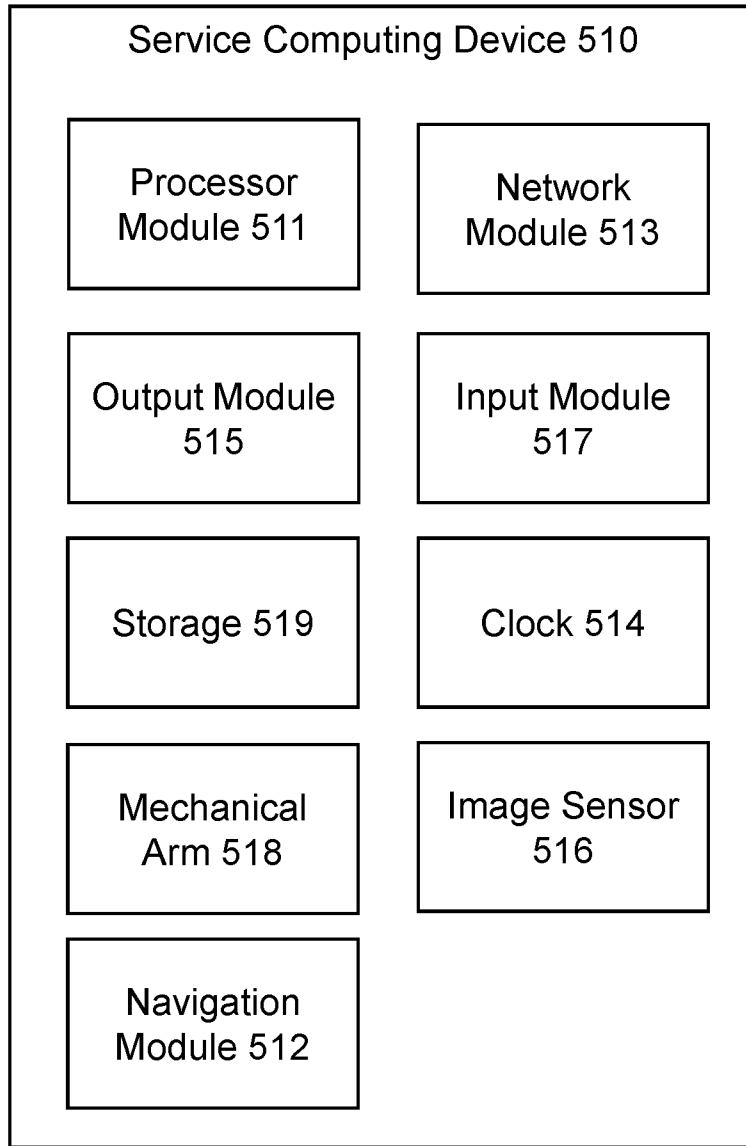 Service Computing Device 510
Processor
Module 511
Network
Module 513
Output Module
515
Input Module
517
Storage 519
Clock 514
Mechanical
Arm 518
Image Sensor
516
Navigation
Module 512